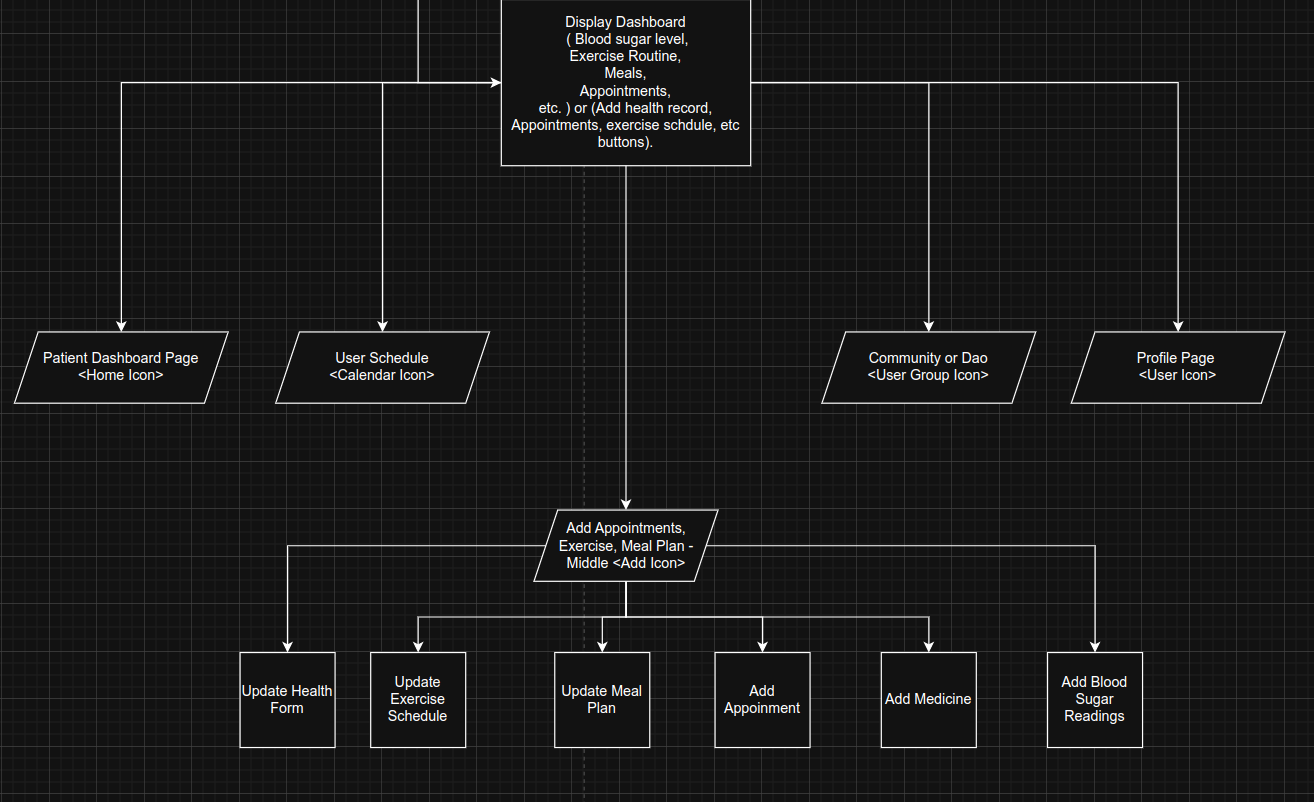 Display Dashboard
( Blood sugar level,
Exercise Routine,
Meals,
Appointments,
etc. ) or (Add health record,
Appointments, exercise schdule, etc
buttons).
Patient Dashboard Page
<Home Icon>
User Schedule
<Calendar Icon>
Community or Dao
<User Group Icon>
Profile Page
<User Icon>
Add Appointments,
Exercise, Meal Plan -
Middle <Add Icon>
Update Health
Form
Update
Exercise
Schedule
Update Meal
Plan
Add
Appoinment
Add Medicine
Add Blood
Sugar
Readings